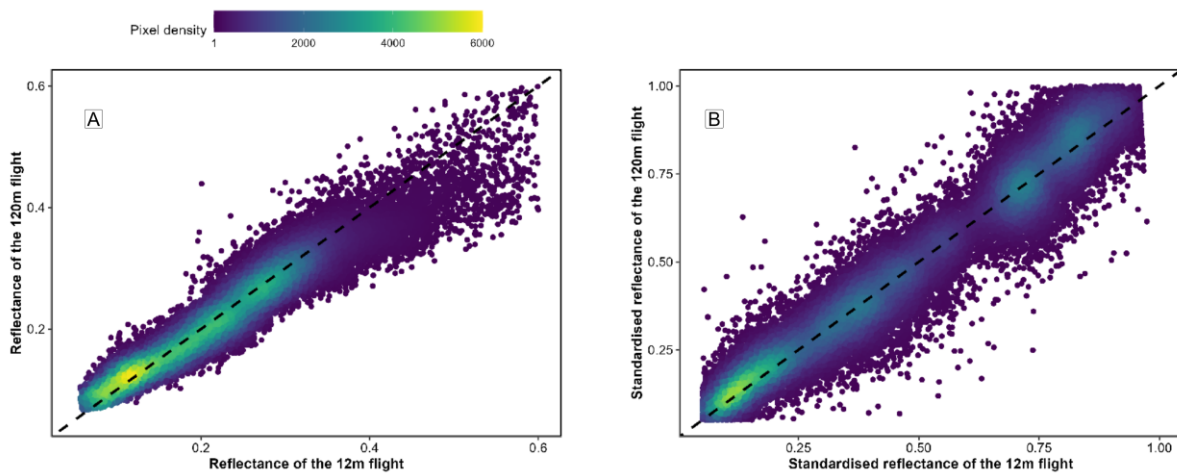 Pixel density
1 2000 4000 6000
A
Reflectance of the 120m flight
0.6
0.4
0.2
0.2 0.4 0.6
Reflectance of the 12m flight
B
Standardised reflectance of the 120m flight
1.00
0.75
0.50
0.25
0.25 0.50 0.75 1.00
Standardised reflectance of the 12m flight